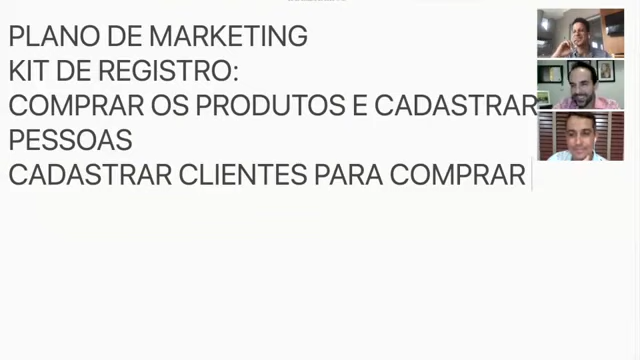 PLANO DE MARKETING
KIT DE REGISTRO:
COMPRAR OS PRODUTOS E CADASTRAR
PESSOAS
CADASTRAR CLIENTES PARA COMPRAR